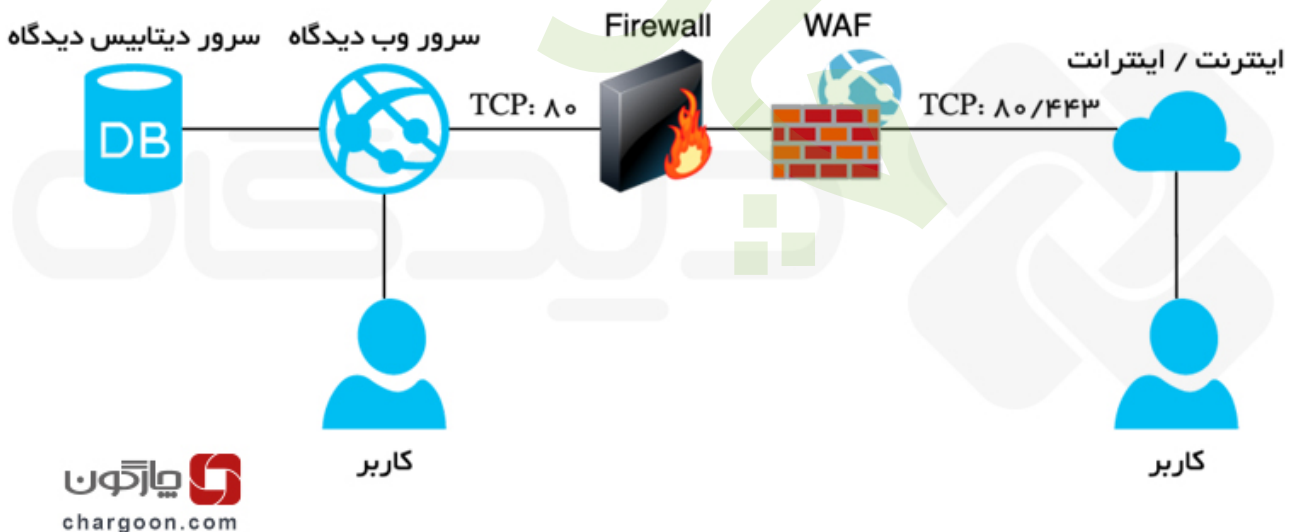 سرور دیتابیس دیدگاه
سرور وب دیدگاه
Firewall
WAF
اینترنت / اینترانت
TCP: ۸۰
TCP: ۸۰/۴۴۳
DB
دیدگاه
کاربر
کاربر
چارگون
chargoon.com